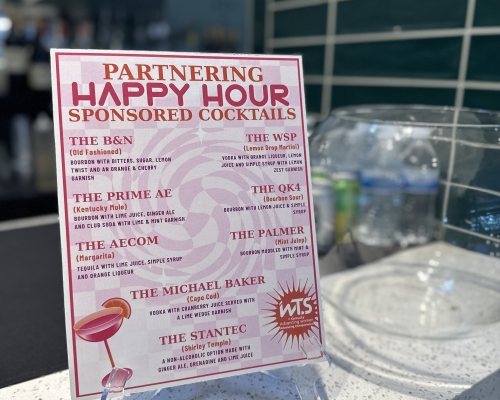 PARTNERING
HAPPY HOUR
SPONSORED COCKTAILS
THE B&N
(Old Fashioned)
BOURBON WITH BITTERS, SUGAR, LEMON
TWIST AND AN ORANGE & CHERRY
GARNISH
THE WSP
(Lemon Drop Martini)
VODKA WITH ORANGE LIQUEUR, LEMON
JUICE AND SIMPLE SYRUP WITH LEMON
ZEST GARNISH
THE PRIME AE
(Kentucky Mule)
BOURBON WITH LIME JUICE, GINGER ALE
AND CLUB SODA WITH LIME & MINT GARNISH
THE QK4
(Bourbon Sour)
BOURBON WITH LEMON JUICE & SIMPLE
SYRUP
THE AECOM
(Margarita)
TEQUILA WITH LIME JUICE, SIMPLE SYRUP
AND ORANGE LIQUEUR
THE PALMER
(Mint Julep)
BOURBON MUDDLED WITH MINT &
SIMPLE SYRUP
THE MICHAEL BAKER
(Cape Cod)
VODKA WITH CRANBERRY JUICE SERVED WITH
A LIME WEDGE GARNISH
THE STANTEC
(Shirley Temple)
A NON-ALCOHOLIC OPTION MADE WITH
GINGER ALE, GRENADINE AND LIME JUICE
WTS